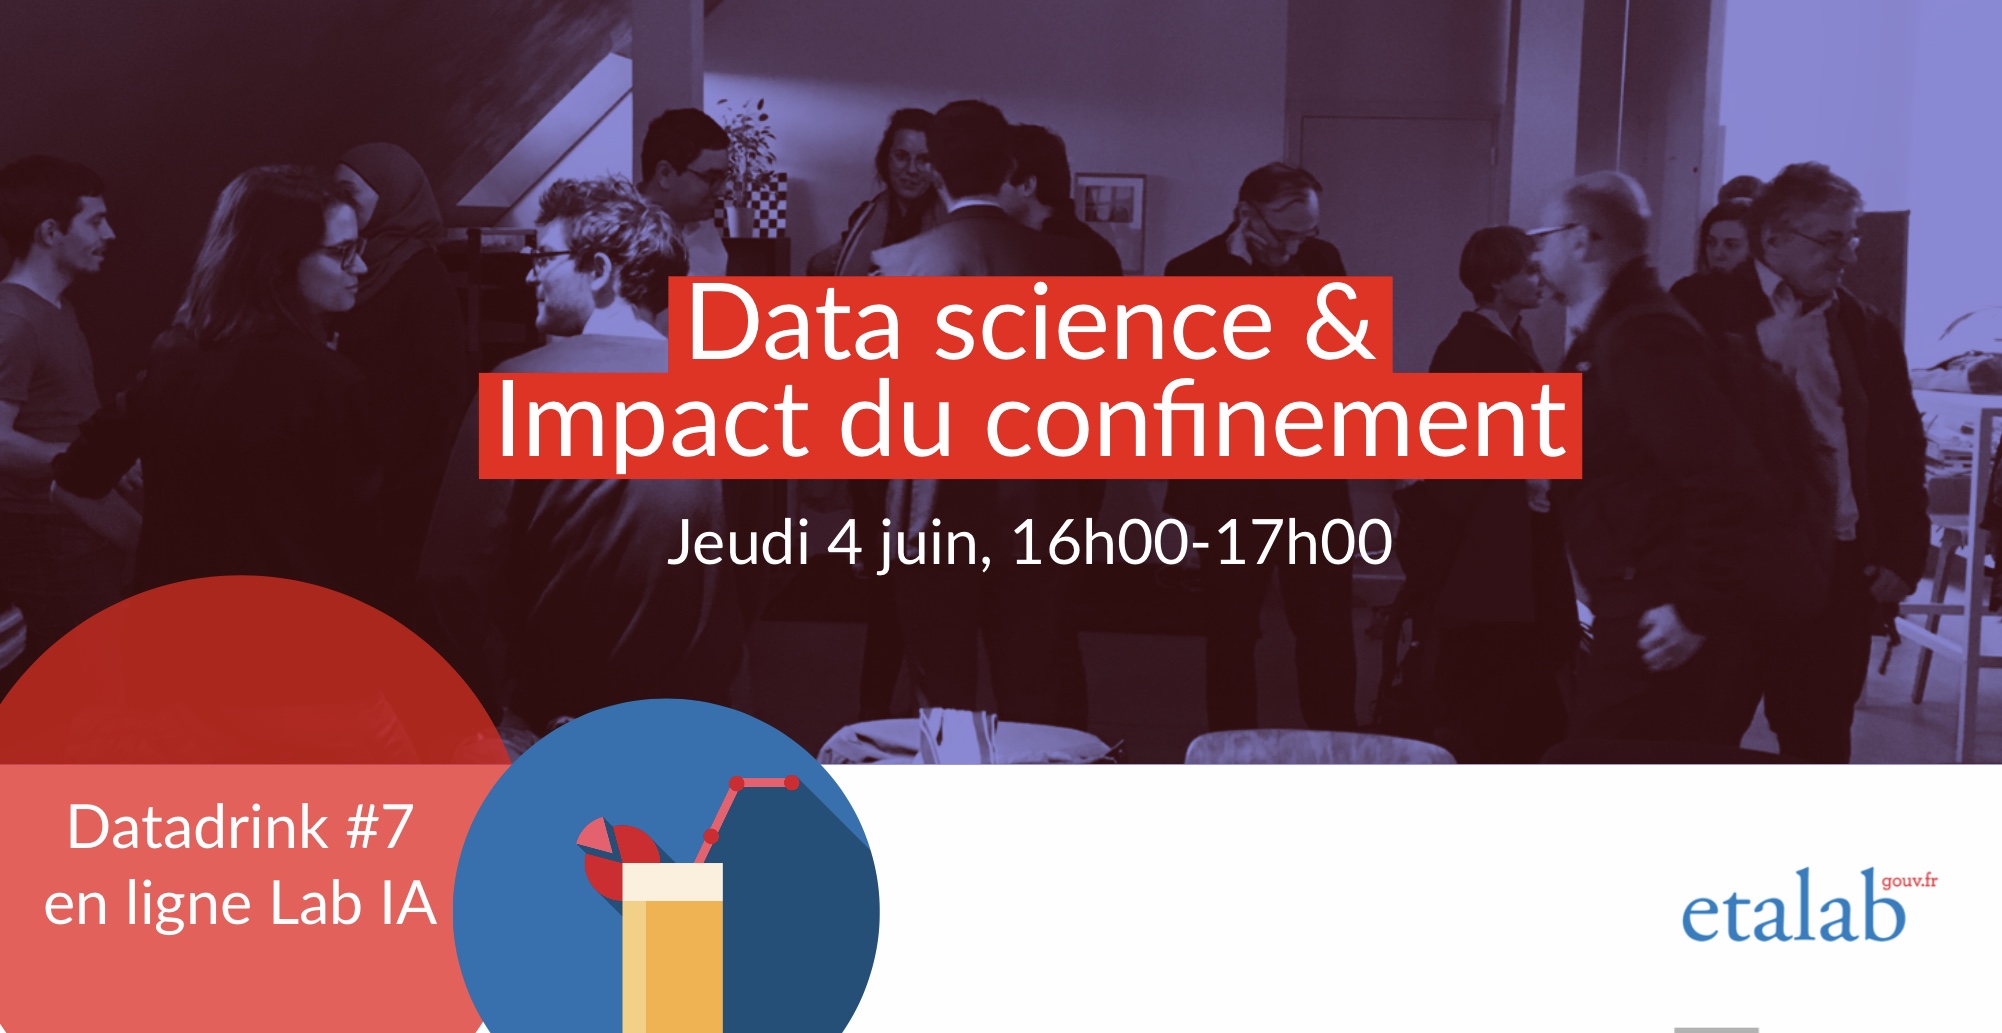 Data science &
Impact du confinement
Jeudi 4 juin, 16h00-17h00
Datadrink #7
en ligne Lab IA
etalab gouv.fr